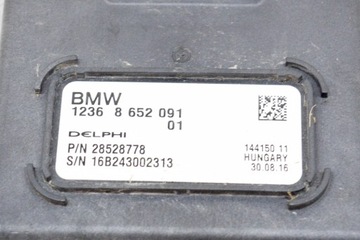 BMW
1236 8 652 091
01
DELPHI
P/N 28528778
S/N 16B243002313
144150 11
HUNGARY
30.08.16